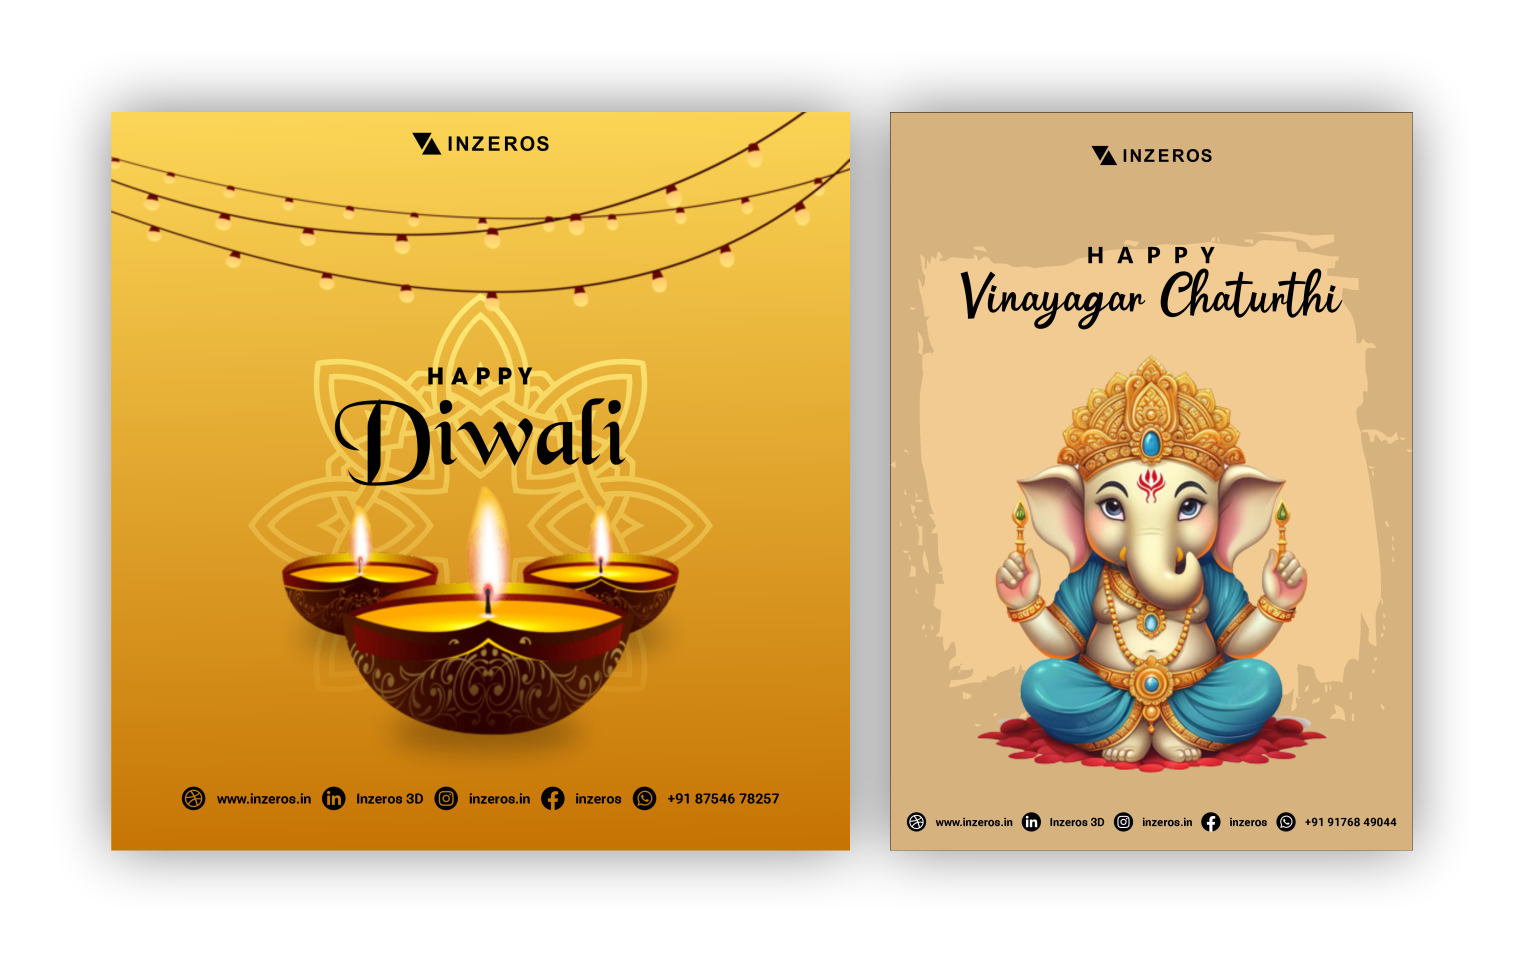 INZEROS
HAPPY
Diwali
www.inzeros.in Inzeros 3D inzeros.in inzeros +91 87546 78257
INZEROS
HAPPY
Vinayagar Chaturthi
www.inzeros.in Inzeros 3D inzeros.in inzeros +91 91768 49044